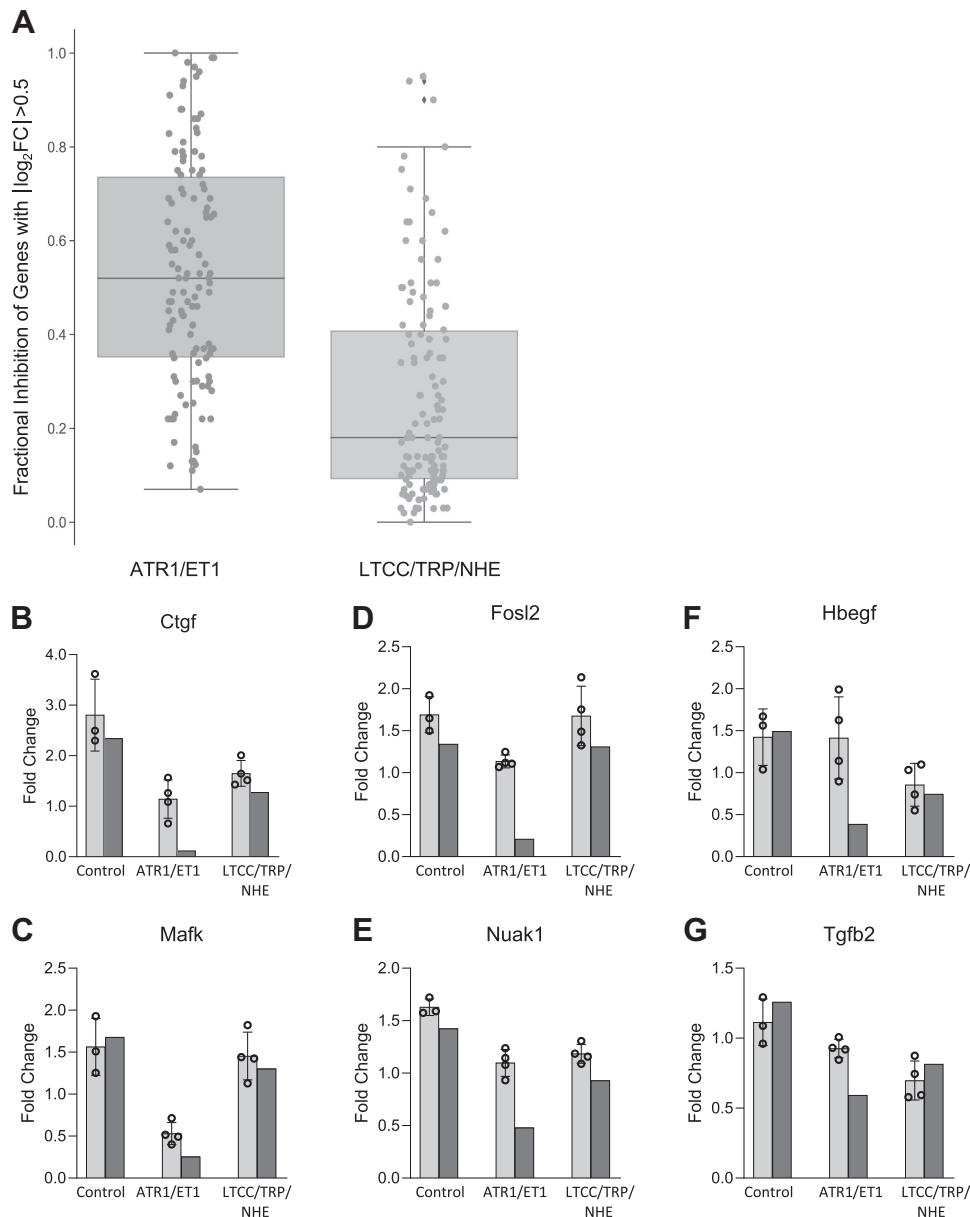 A
Fractional Inhibition of Genes with |log₂FC|>0.5
1.0
0.8
0.6
0.4
0.2
0.0
ATR1/ET1
LTCC/TRP/NHE
B
Ctgf
Fold Change
4.0
3.0
2.0
1.0
0.0
Control
ATR1/ET1
LTCC/TRP/
NHE
D
Fosl2
Fold Change
2.5
2.0
1.5
1.0
0.5
0.0
Control
ATR1/ET1
LTCC/TRP/
NHE
F
Hbegf
Fold Change
2.5
2.0
1.5
1.0
0.5
0.0
Control
ATR1/ET1
LTCC/TRP/
NHE
C
Mafk
Fold Change
2.5
2.0
1.5
1.0
0.5
0.0
Control
ATR1/ET1
LTCC/TRP/
NHE
E
Nuak1
Fold Change
2.0
1.5
1.0
0.5
0.0
Control
ATR1/ET1
LTCC/TRP/
NHE
G
Tgfb2
Fold Change
1.5
1.0
0.5
0.0
Control
ATR1/ET1
LTCC/TRP/
NHE